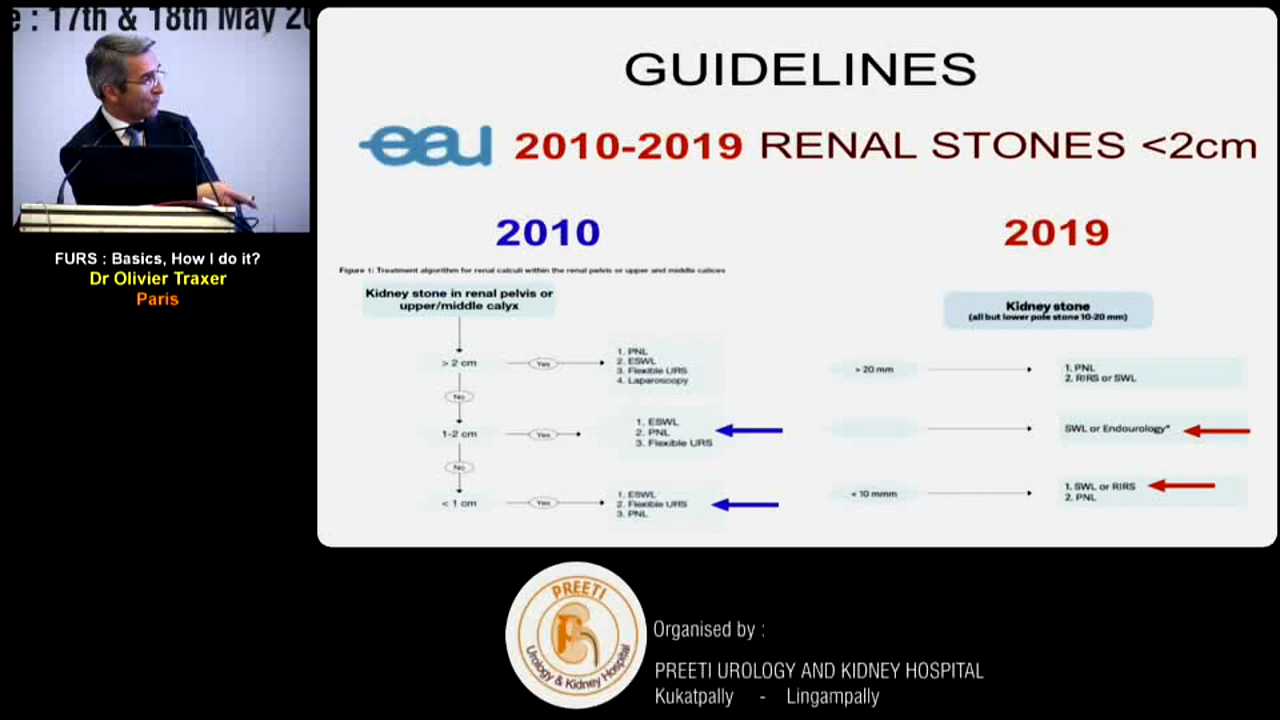 e : 17th & 18th May 20
FURS : Basics, How I do it?
Dr Olivier Traxer
Paris
GUIDELINES
eau 2010-2019 RENAL STONES <2cm
2010
Figure 1: Treatment algorithm for renal calculi within the renal pelvis or upper and middle calices
Kidney stone in renal pelvis or
upper/middle calyx
> 2 cm
Yes
1. PNL
2. ESWL
3. Flexible URS
4. Laparoscopy
No
1-2 cm
Yes
1. ESWL
2. PNL
3. Flexible URS
No
< 1 cm
Yes
1. ESWL
2. Flexible URS
3. PNL
2019
Kidney stone
(all but lower pole stone 10-20 mm)
> 20 mm
1. PNL
2. RIRS or SWL
SWL or Endourology*
< 10 mmm
1. SWL or RIRS
2. PNL
PREETI
Urology & Kidney Hospital
Organised by :
PREETI UROLOGY AND KIDNEY HOSPITAL
Kukatpally - Lingampally